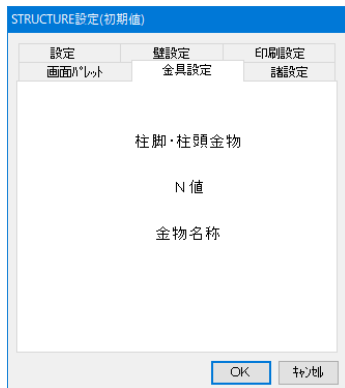 STRUCTURE設定(初期値)
設定 壁設定 印刷設定
画面ﾊﾟﾚｯﾄ 金具設定 諸設定
柱脚・柱頭金物
N値
金物名称
OK ｷｬﾝｾﾙ